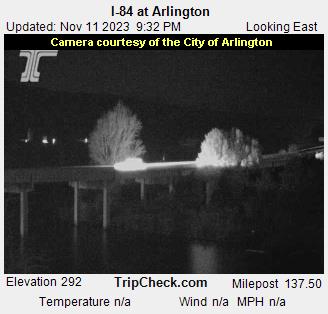 I-84 at Arlington
Updated: Nov 11 2023 9:32 PM Looking East
Camera courtesy of the City of Arlington
Elevation 292 TripCheck.com Milepost 137.50
Temperature n/a Wind n/a MPH n/a